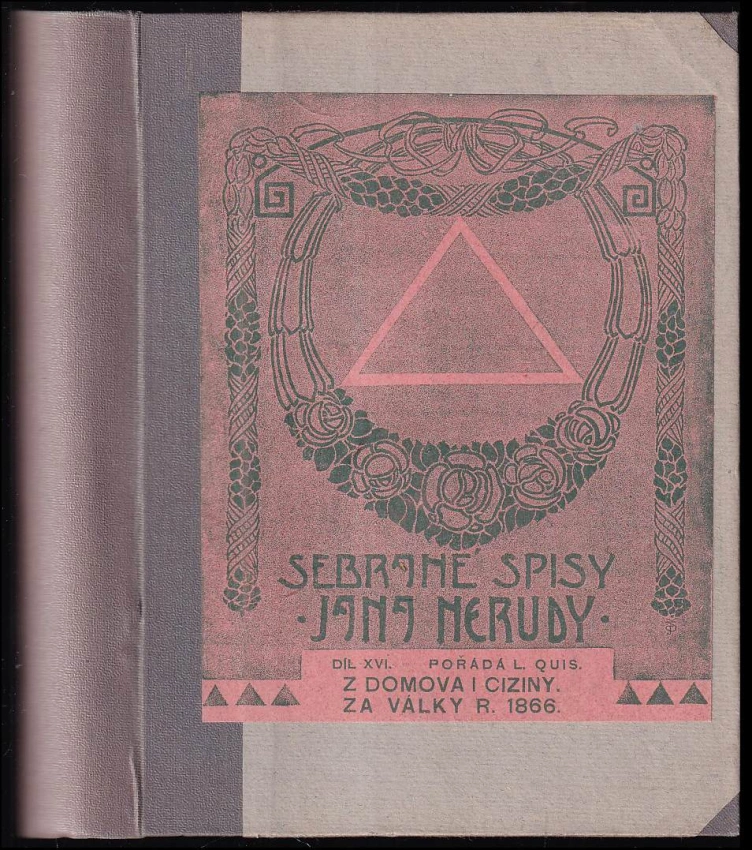 SEBRANÉ SPISY
·JANA NERUDY·
DÍL XVI. POŘÁDÁ L. QUIS.
Z DOMOVA I CIZINY.
ZA VÁLKY R. 1866.